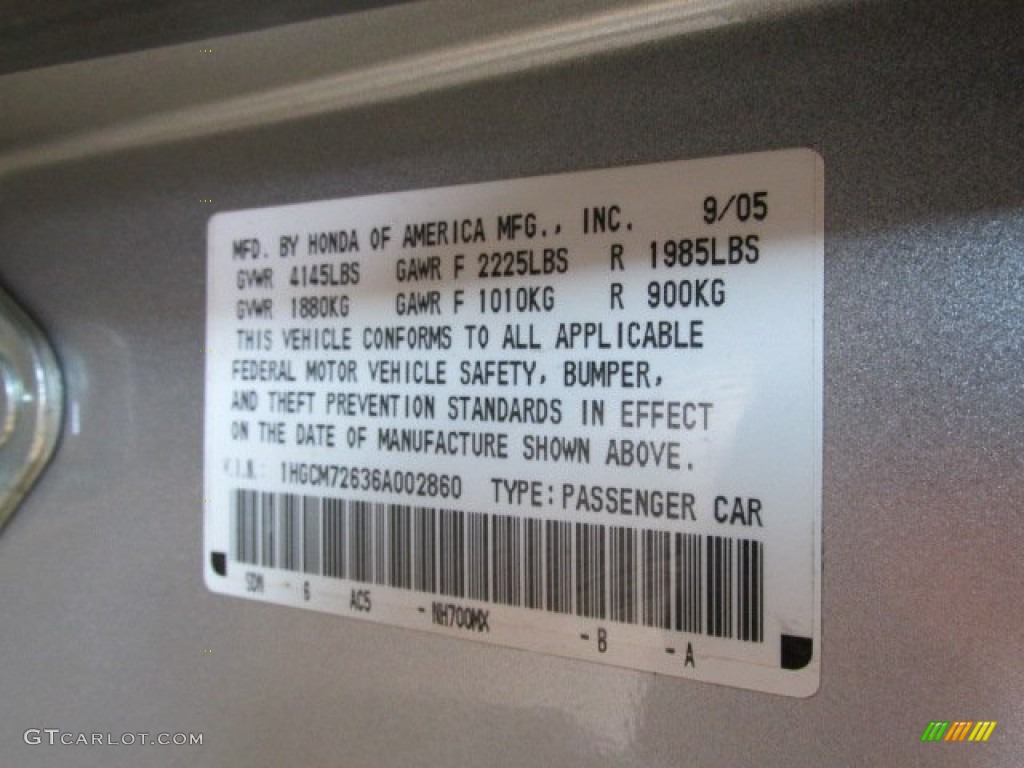 MFD. BY HONDA OF AMERICA MFG., INC. 9/05
GVWR 4145LBS GAWR F 2225LBS R 1985LBS
GVWR 1880KG GAWR F 1010KG R 900KG
THIS VEHICLE CONFORMS TO ALL APPLICABLE
FEDERAL MOTOR VEHICLE SAFETY, BUMPER,
AND THEFT PREVENTION STANDARDS IN EFFECT
ON THE DATE OF MANUFACTURE SHOWN ABOVE.
V.I.N.: 1HGCM72636A002860 TYPE: PASSENGER CAR
SDN - 6 AC5 - NH700MX - B - A
GTCARLOT.COM